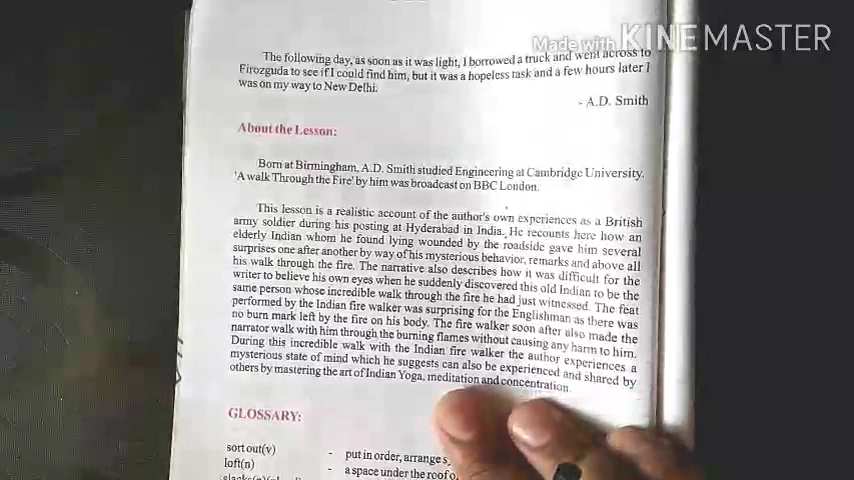 Made with KINEMASTER
The following day, as soon as it was light, I borrowed a truck and went across to
Firozguda to see if I could find him, but it was a hopeless task and a few hours later I
was on my way to New Delhi.
- A.D. Smith
About the Lesson:
Born at Birmingham, A.D. Smith studied Engineering at Cambridge University.
'A walk Through the Fire' by him was broadcast on BBC London.
This lesson is a realistic account of the author's own experiences as a British
army soldier during his posting at Hyderabad in India. He recounts here how an
elderly Indian whom he found lying wounded by the roadside gave him several
surprises one after another by way of his mysterious behavior, remarks and above all
his walk through the fire. The narrative also describes how it was difficult for the
writer to believe his own eyes when he suddenly discovered this old Indian to be the
same person whose incredible walk through the fire he had just witnessed. The feat
performed by the Indian fire walker was surprising for the Englishman as there was
no burn mark left by the fire on his body. The fire walker soon after also made the
narrator walk with him through the burning flames without causing any harm to him.
During this incredible walk with the Indian fire walker the author experiences a
mysterious state of mind which he suggests can also be experienced and shared by
others by mastering the art of Indian Yoga, meditation and concentration.
GLOSSARY:
sort out(v) - put in order, arrange
loft(n) - a space under the roof